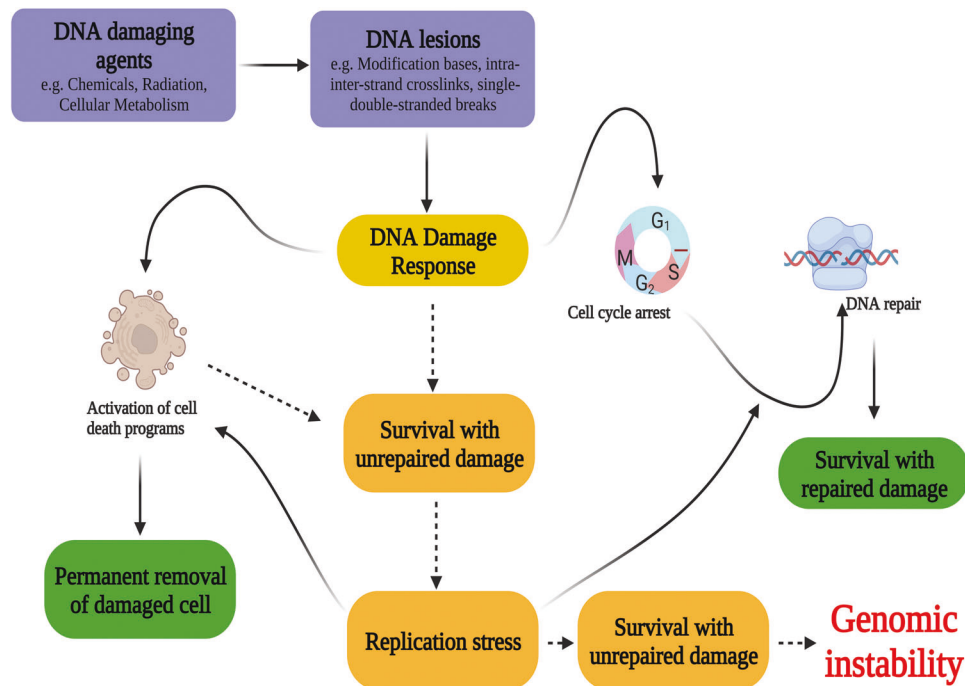 DNA damaging
agents
e.g. Chemicals, Radiation,
Cellular Metabolism
DNA lesions
e.g. Modification bases, intra-
inter-strand crosslinks, single-
double-stranded breaks
DNA Damage
Response
G1
S
G2
M
Cell cycle arrest
DNA repair
Activation of cell
death programs
Survival with
unrepaired damage
Survival with
repaired damage
Permanent removal
of damaged cell
Replication stress
Survival with
unrepaired damage
Genomic
instability